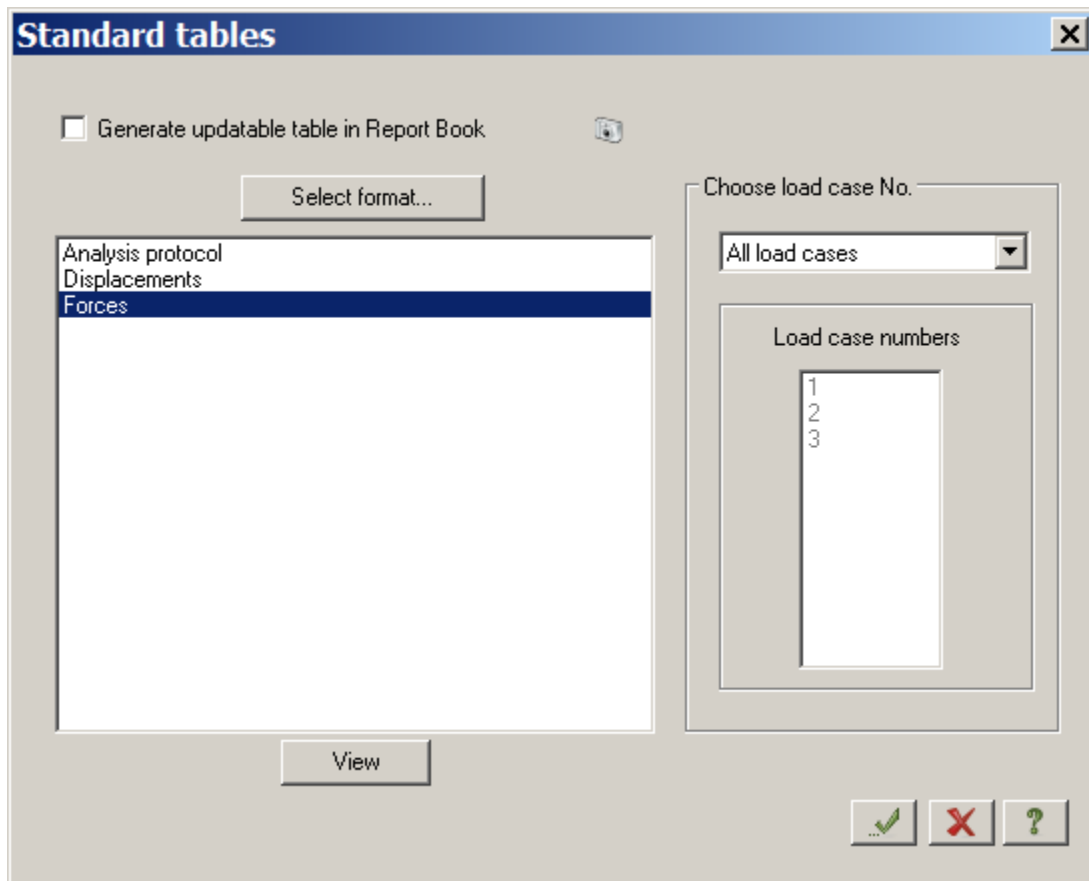 Standard tables
Generate updatable table in Report Book
Select format...
Analysis protocol
Displacements
Forces
View
Choose load case No.
All load cases
Load case numbers
1
2
3
?